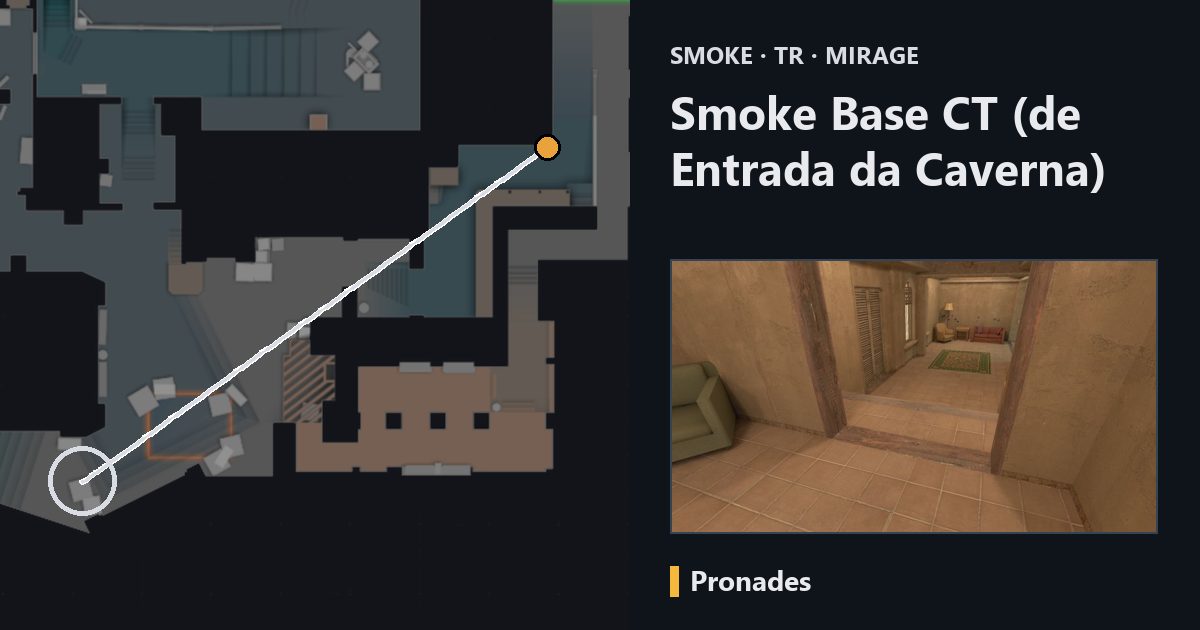 SMOKE · TR · MIRAGE
Smoke Base CT (de
Entrada da Caverna)
Pronades